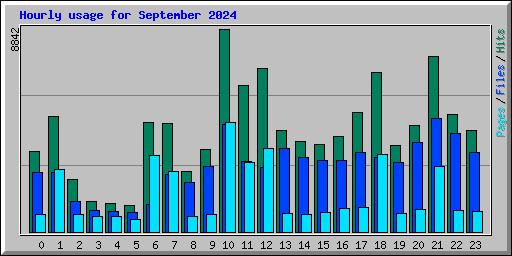 Hourly usage for September 2024
8842
Pages / Files / Hits
0 1 2 3 4 5 6 7 8 9 10 11 12 13 14 15 16 17 18 19 20 21 22 23